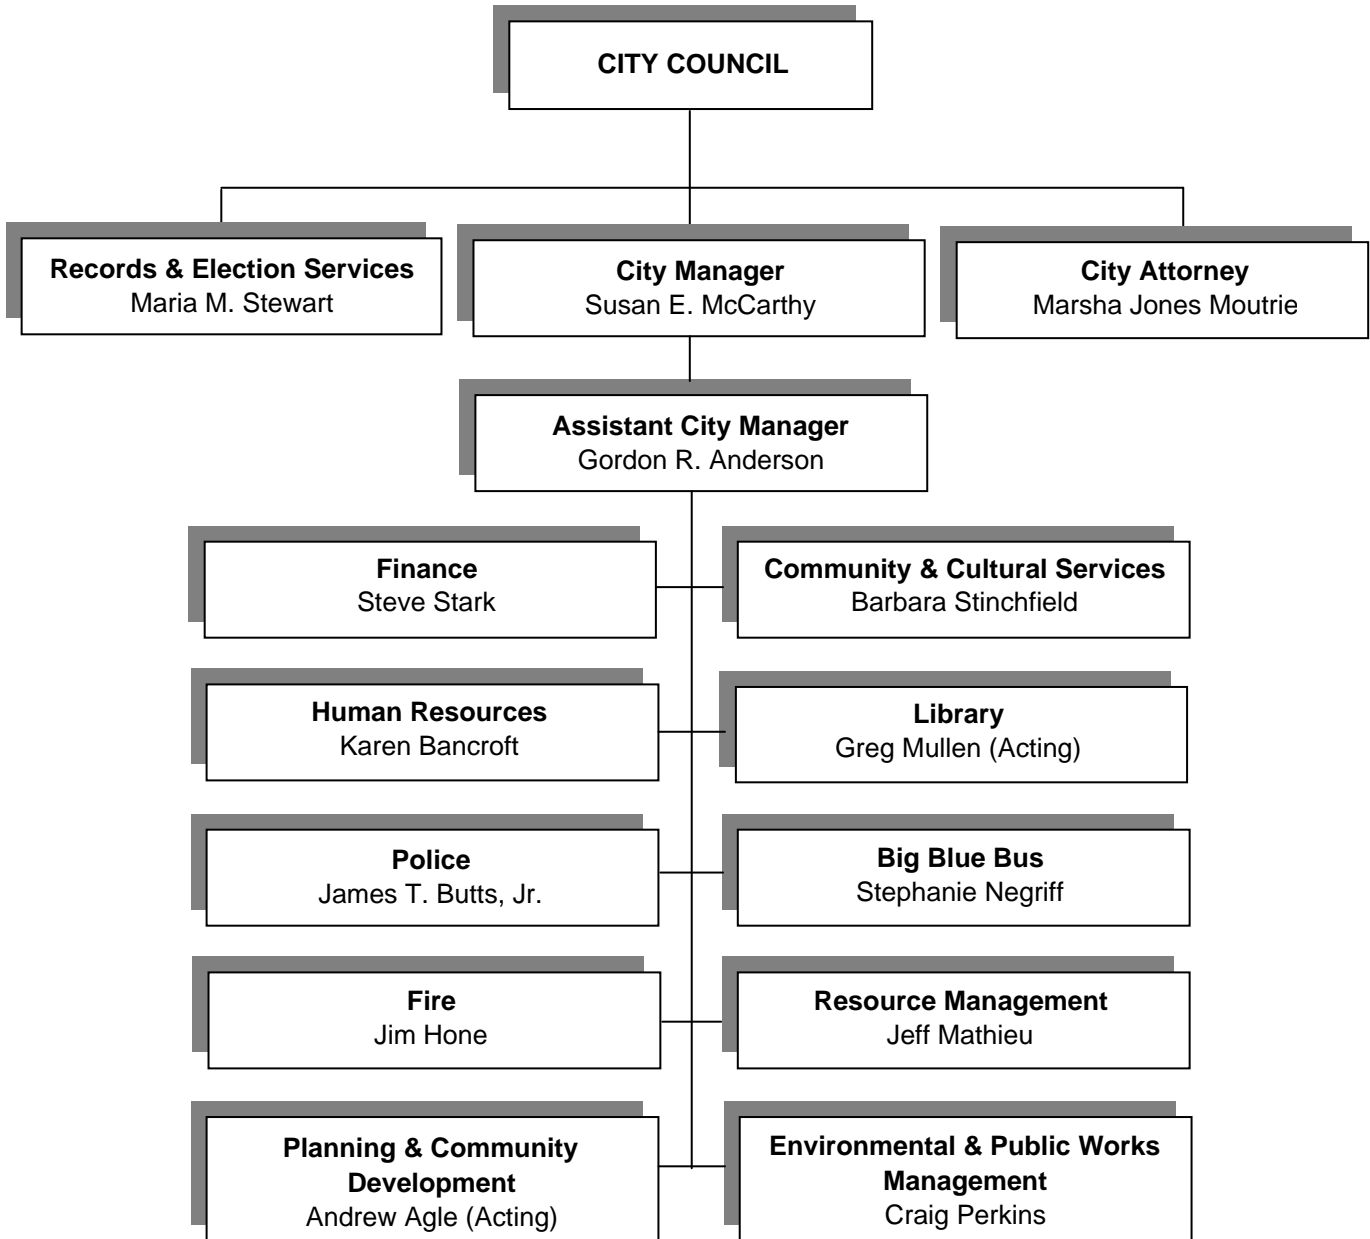 CITY COUNCIL
Records & Election Services
Maria M. Stewart
City Manager
Susan E. McCarthy
City Attorney
Marsha Jones Moutrie
Assistant City Manager
Gordon R. Anderson
Finance
Steve Stark
Community & Cultural Services
Barbara Stinchfield
Human Resources
Karen Bancroft
Library
Greg Mullen (Acting)
Police
James T. Butts, Jr.
Big Blue Bus
Stephanie Negriff
Fire
Jim Hone
Resource Management
Jeff Mathieu
Planning & Community
Development
Andrew Agle (Acting)
Environmental & Public Works
Management
Craig Perkins